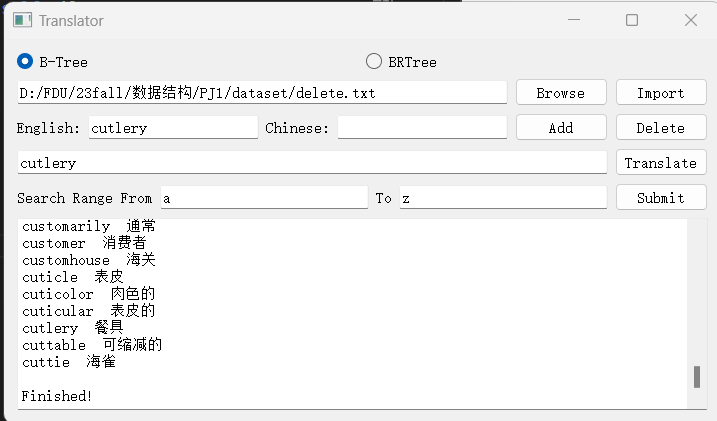 Translator
B-Tree
BRTree
D:/FDU/23fall/数据结构/PJ1/dataset/delete.txt
Browse
Import
English: cutlery Chinese:
Add
Delete
cutlery
Translate
Search Range From a To z
Submit
customarily 通常
customer 消费者
customhouse 海关
cuticle 表皮
cuticolor 肉色的
cuticular 表皮的
cutlery 餐具
cuttable 可缩减的
cuttie 海雀
Finished!